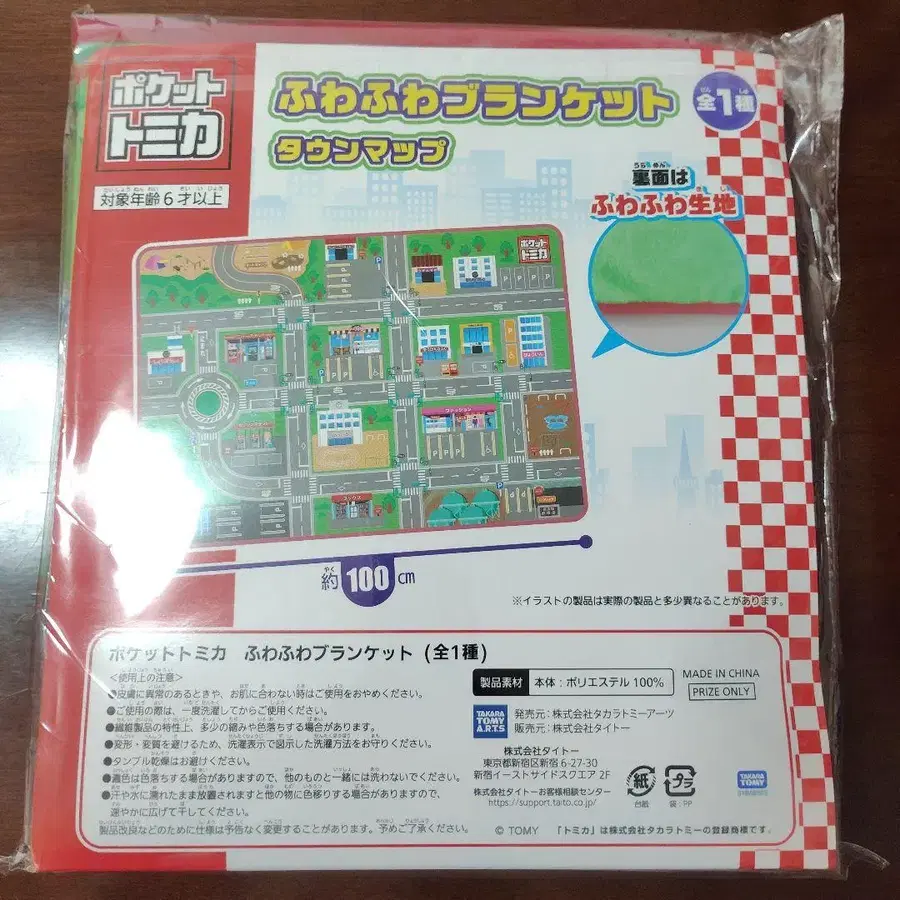 ポケット
トミカ
対象年齢6才以上
ふわふわブランケット
タウンマップ
全1種
裏面は
ふわふわ生地
ポケット
トミカ
ファッション
約100cm
※イラストの製品は実際の製品と多少異なることがあります。
ポケットトミカ ふわふわブランケット (全1種)
<使用上の注意>
●皮膚に異常のあるときや、お肌に合わない時はご使用をおやめください。
●ご使用の際は、一度洗濯してからご使用ください。
●繊維製品の特性上、多少の縮みや色落ちする場合があります。
●変形・変質を避けるため、洗濯表示で図示した洗濯方法をお守りください。
●タンブル乾燥はお避けください。
●濃色は色落ちする場合がありますので、他のものと一緒には洗わないでください。
●汗や水に濡れたまま放置されますと他の物に色移りする場合がありますので、
速やかに広げて干してください。
製品改良などのために仕様は予告なく変更することがあります。予めご了承ください。
製品素材 本体:ポリエステル 100%
MADE IN CHINA
PRIZE ONLY
TAKARA TOMY A.R.T.S
発売元:株式会社タカラトミーアーツ
販売元:株式会社タイトー
株式会社タイトー
東京都新宿区新宿 6-27-30
新宿イーストサイドスクエア 2F
株式会社タイトーお客様相談センター
https://support.taito.co.jp/
紙
台紙
プラ
袋:PP
TAKARA TOMY
© TOMY 「トミカ」は株式会社タカラトミーの登録商標です。